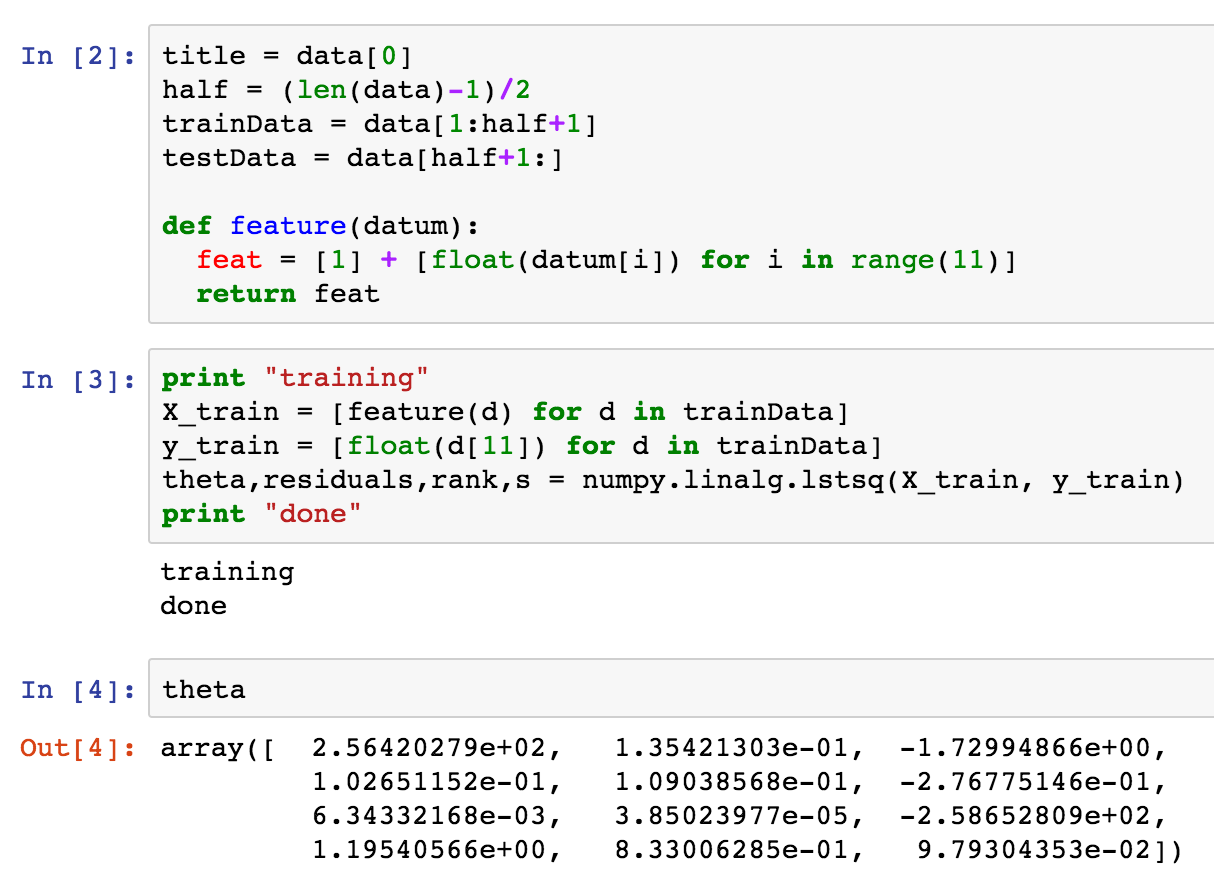 In [2]: title = data[0]
half = (len(data)-1)/2
trainData = data[1:half+1]
testData = data[half+1:]
def feature(datum):
  feat = [1] + [float(datum[i]) for i in range(11)]
  return feat
In [3]: print "training"
X_train = [feature(d) for d in trainData]
y_train = [float(d[11]) for d in trainData]
theta,residuals,rank,s = numpy.linalg.lstsq(X_train, y_train)
print "done"
training
done
In [4]: theta
Out[4]: array([  2.56420279e+02,   1.35421303e-01,  -1.72994866e+00,
1.02651152e-01,   1.09038568e-01,  -2.76775146e-01,
6.34332168e-03,   3.85023977e-05,  -2.58652809e+02,
1.19540566e+00,   8.33006285e-01,   9.79304353e-02])